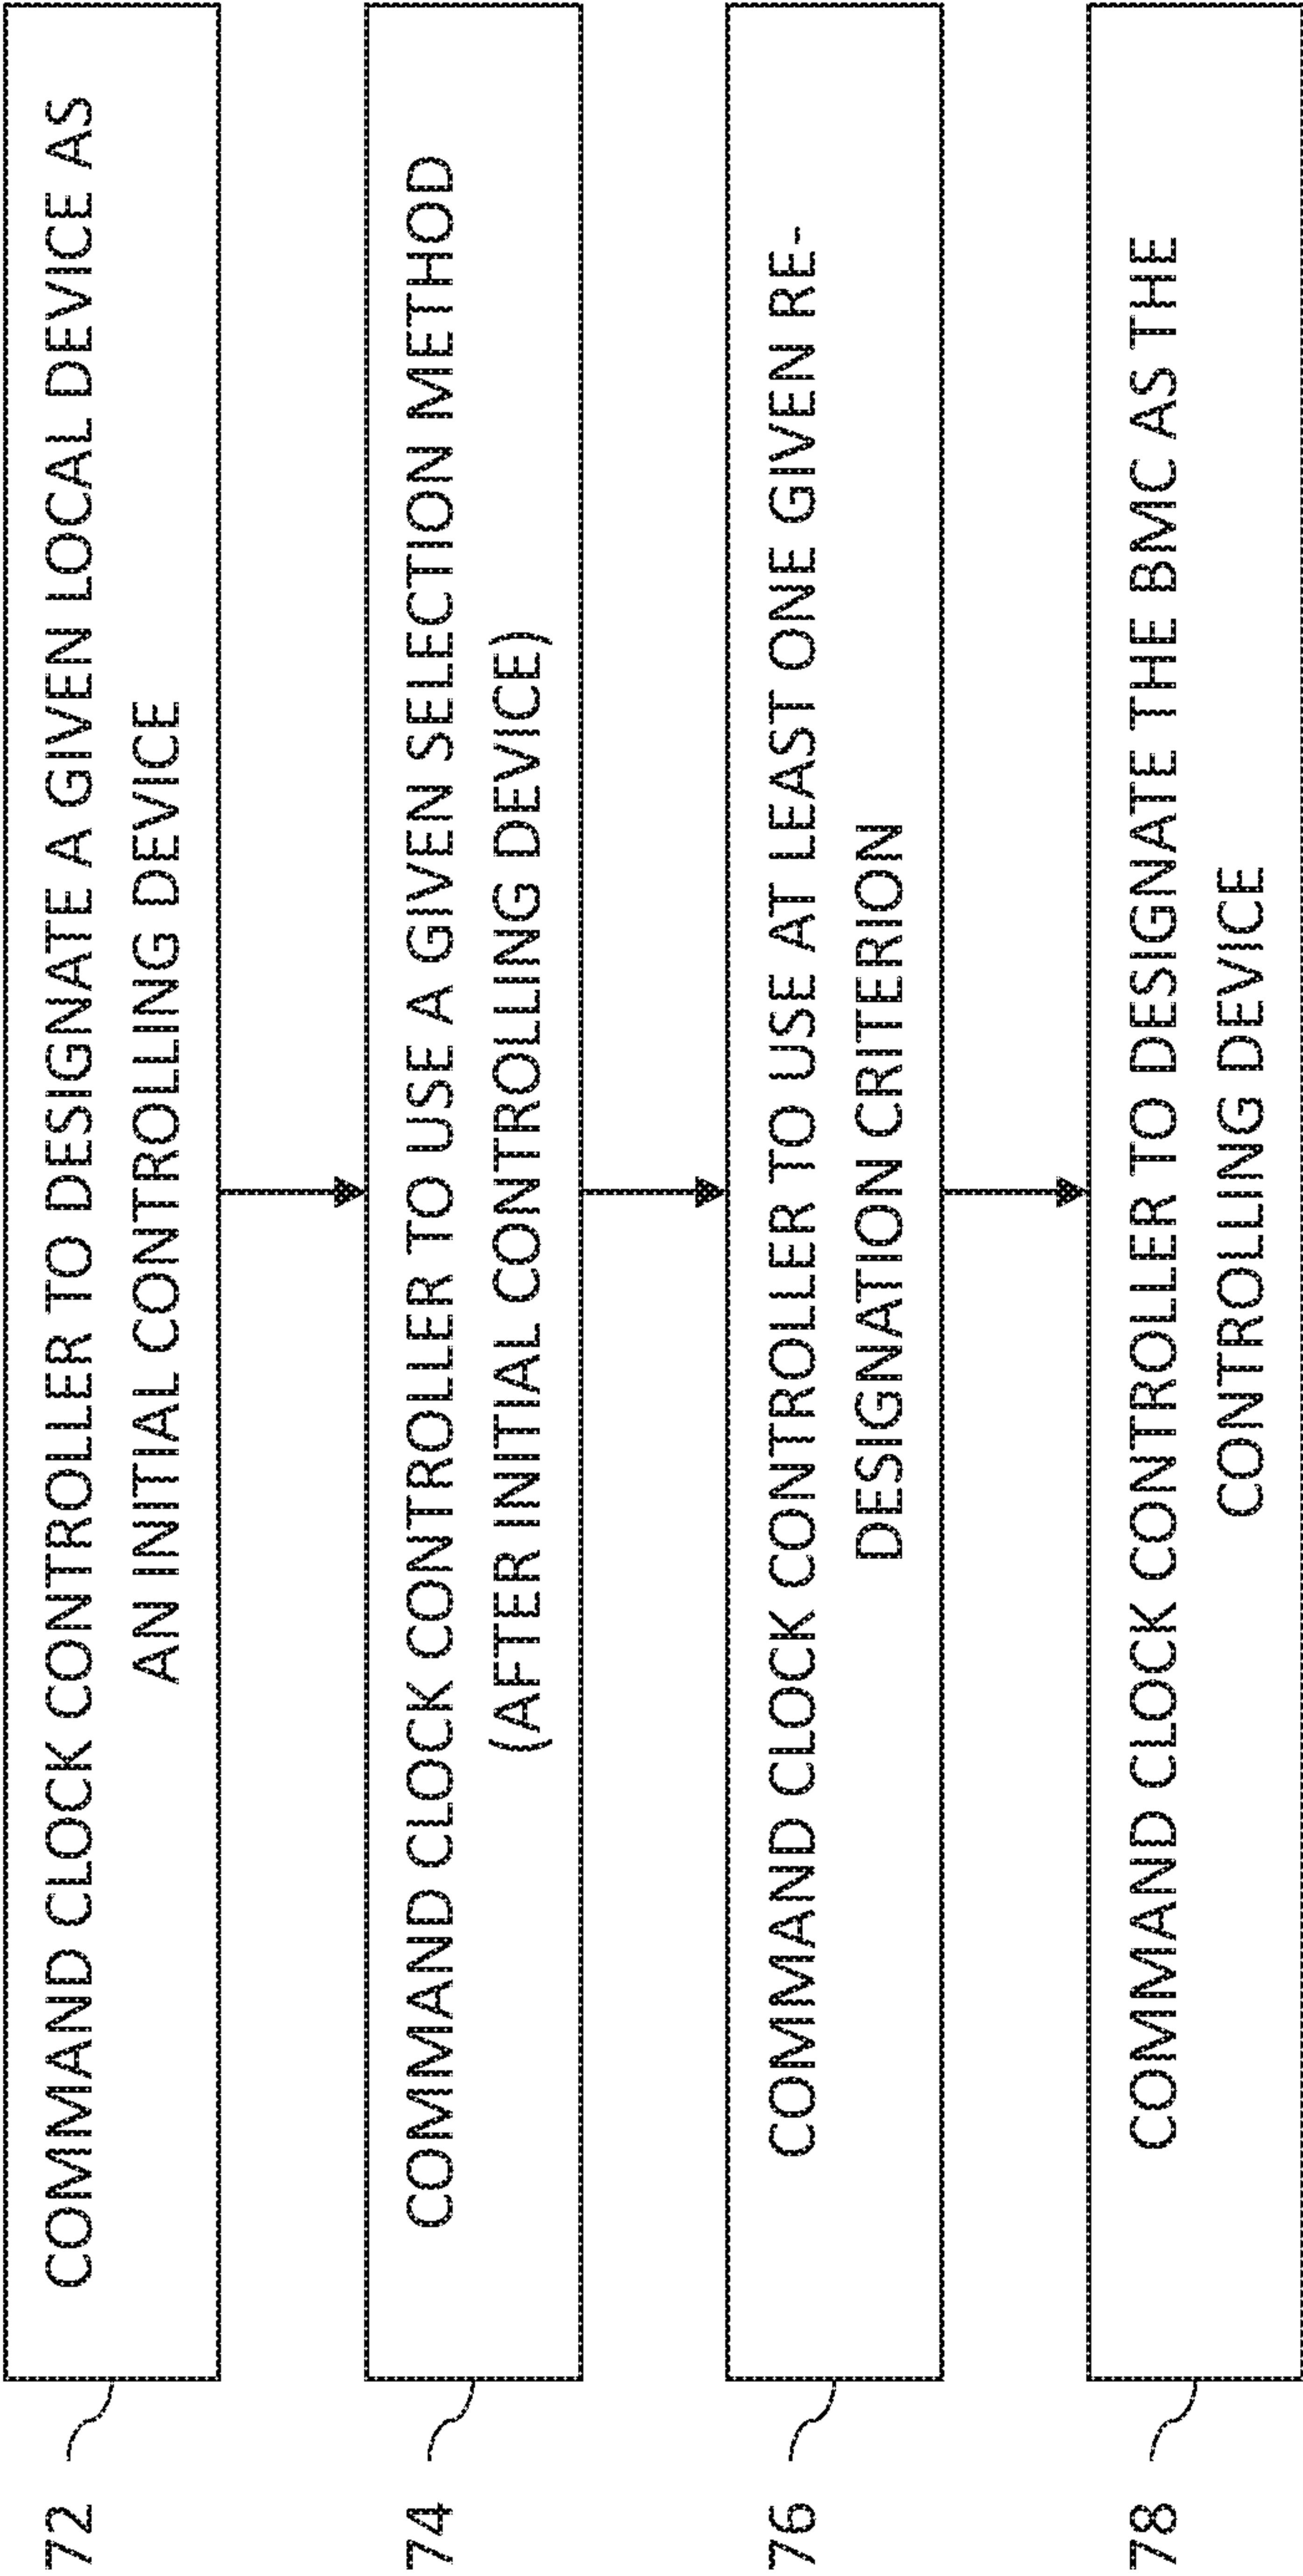 72
COMMAND CLOCK CONTROLLER TO DESIGNATE A GIVEN LOCAL DEVICE AS
AN INITIAL CONTROLLING DEVICE
74
COMMAND CLOCK CONTROLLER TO USE A GIVEN SELECTION METHOD
(AFTER INITIAL CONTROLLING DEVICE)
76
COMMAND CLOCK CONTROLLER TO USE AT LEAST ONE GIVEN RE-
DESIGNATION CRITERION
78
COMMAND CLOCK CONTROLLER TO DESIGNATE THE BMC AS THE
CONTROLLING DEVICE